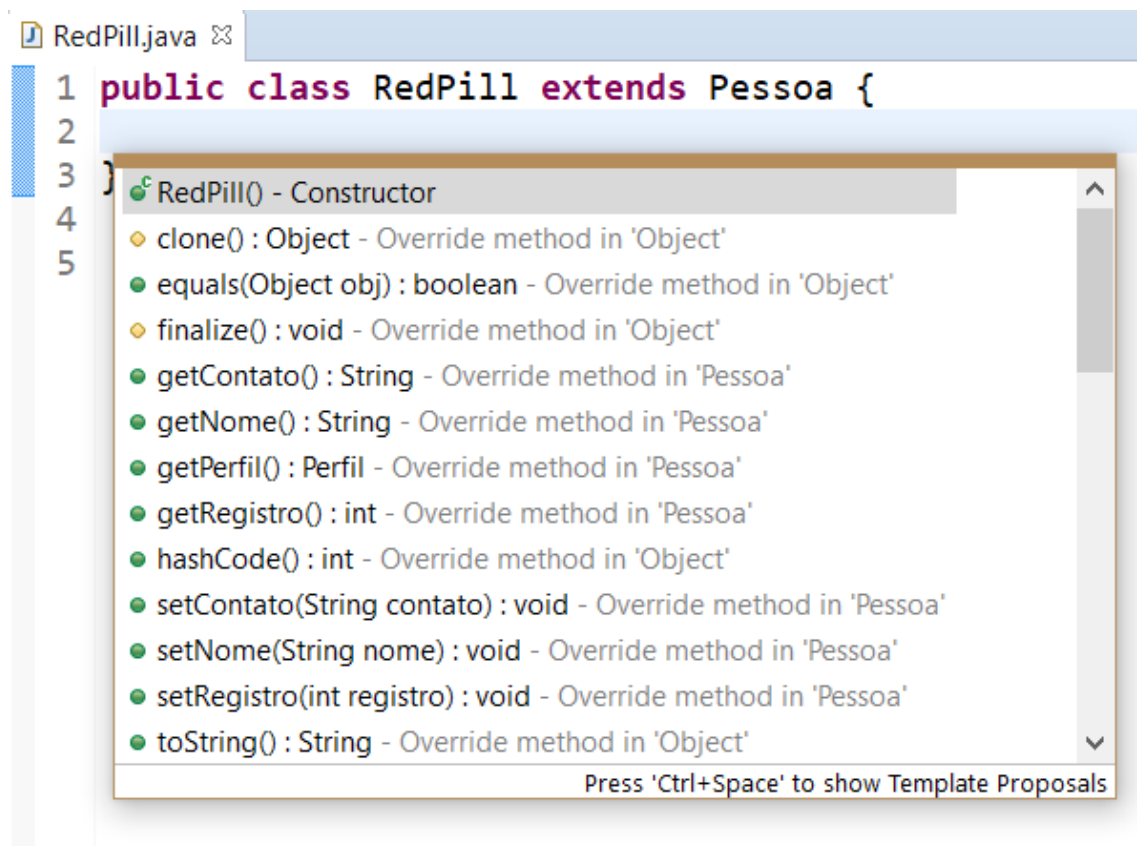 RedPill.java
1 public class RedPill extends Pessoa {
2
3 }
4
5
RedPill() - Constructor
clone() : Object - Override method in 'Object'
equals(Object obj) : boolean - Override method in 'Object'
finalize() : void - Override method in 'Object'
getContato() : String - Override method in 'Pessoa'
getNome() : String - Override method in 'Pessoa'
getPerfil() : Perfil - Override method in 'Pessoa'
getRegistro() : int - Override method in 'Pessoa'
hashCode() : int - Override method in 'Object'
setContato(String contato) : void - Override method in 'Pessoa'
setNome(String nome) : void - Override method in 'Pessoa'
setRegistro(int registro) : void - Override method in 'Pessoa'
toString() : String - Override method in 'Object'
Press 'Ctrl+Space' to show Template Proposals